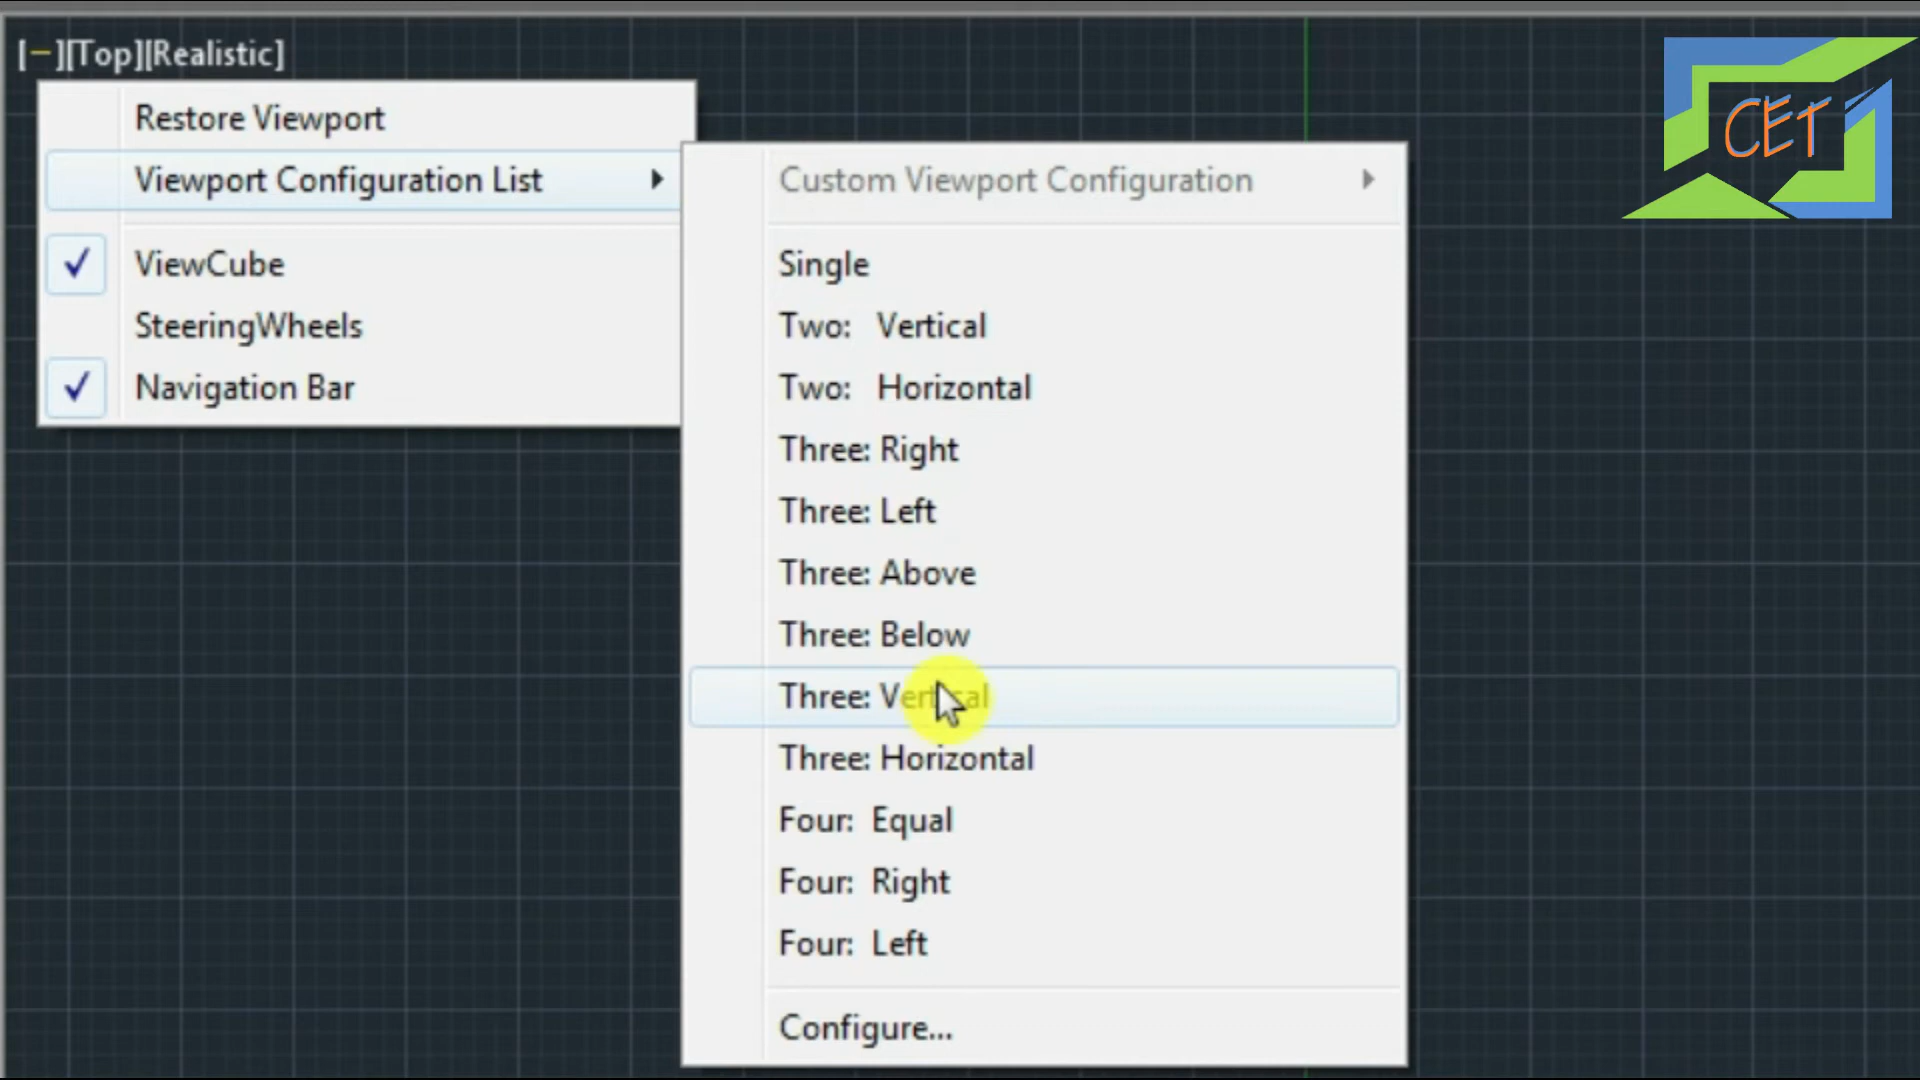 [−][Top][Realistic]
CET
Restore Viewport
Viewport Configuration List
ViewCube
SteeringWheels
Navigation Bar
Custom Viewport Configuration
Single
Two: Vertical
Two: Horizontal
Three: Right
Three: Left
Three: Above
Three: Below
Three: Vertical
Three: Horizontal
Four: Equal
Four: Right
Four: Left
Configure...